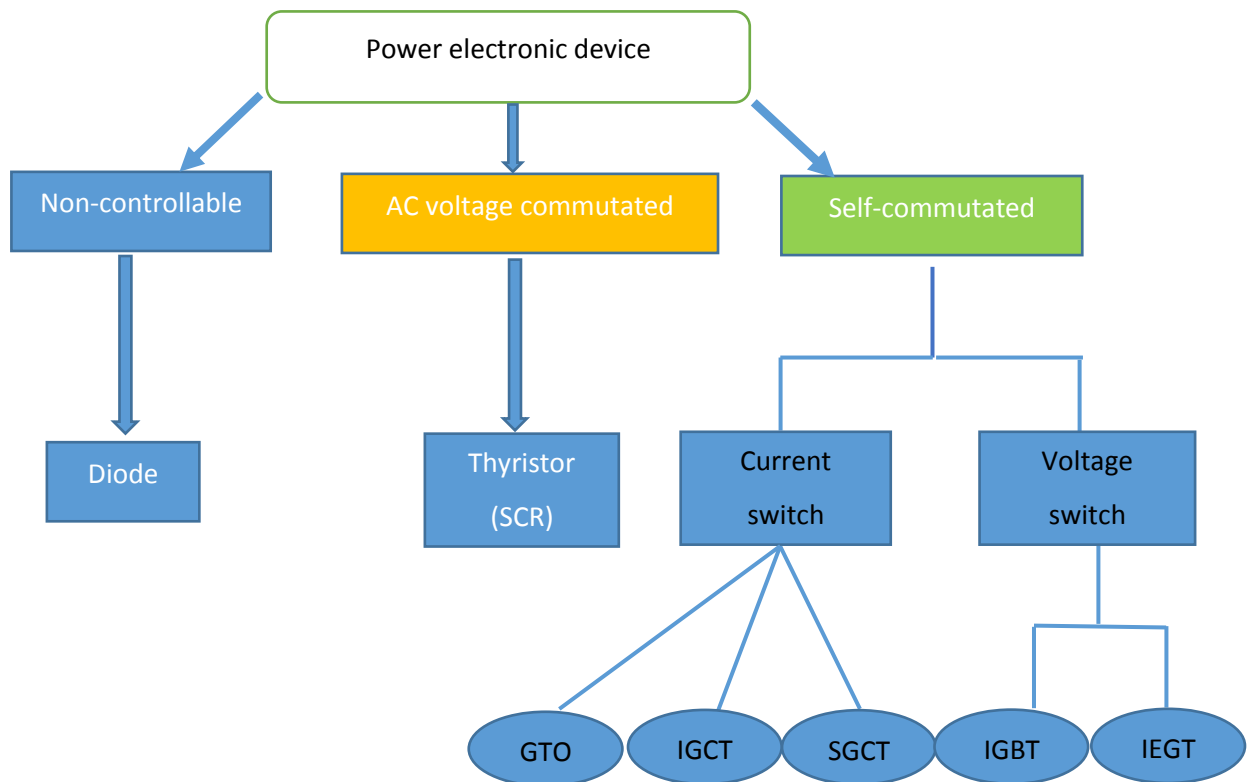 Power electronic device
Non-controllable
AC voltage commutated
Self-commutated
Diode
Thyristor
(SCR)
Current
switch
Voltage
switch
GTO
IGCT
SGCT
IGBT
IEGT